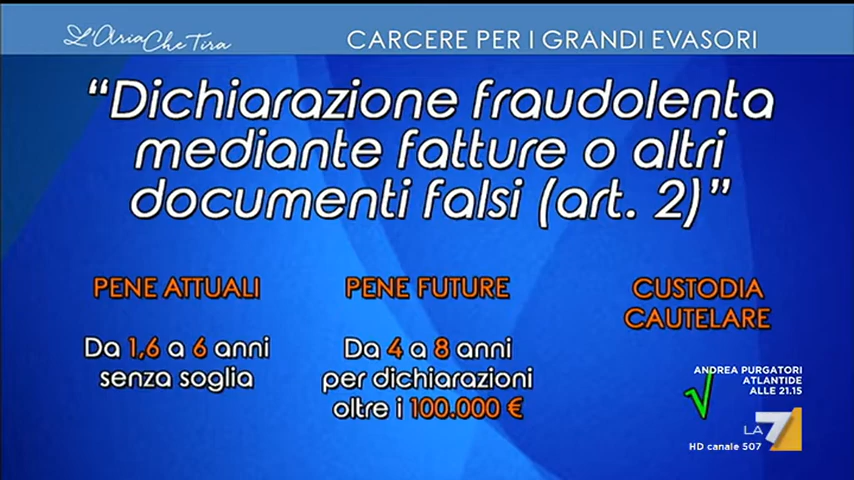 L'Aria Che Tira
CARCERE PER I GRANDI EVASORI
“Dichiarazione fraudolenta
mediante fatture o altri
documenti falsi (art. 2)”
PENE ATTUALI
Da 1,6 a 6 anni
senza soglia
PENE FUTURE
Da 4 a 8 anni
per dichiarazioni
oltre i 100.000 €
CUSTODIA
CAUTELARE
ANDREA PURGATORI
ATLANTIDE
ALLE 21.15
LA7
HD canale 507